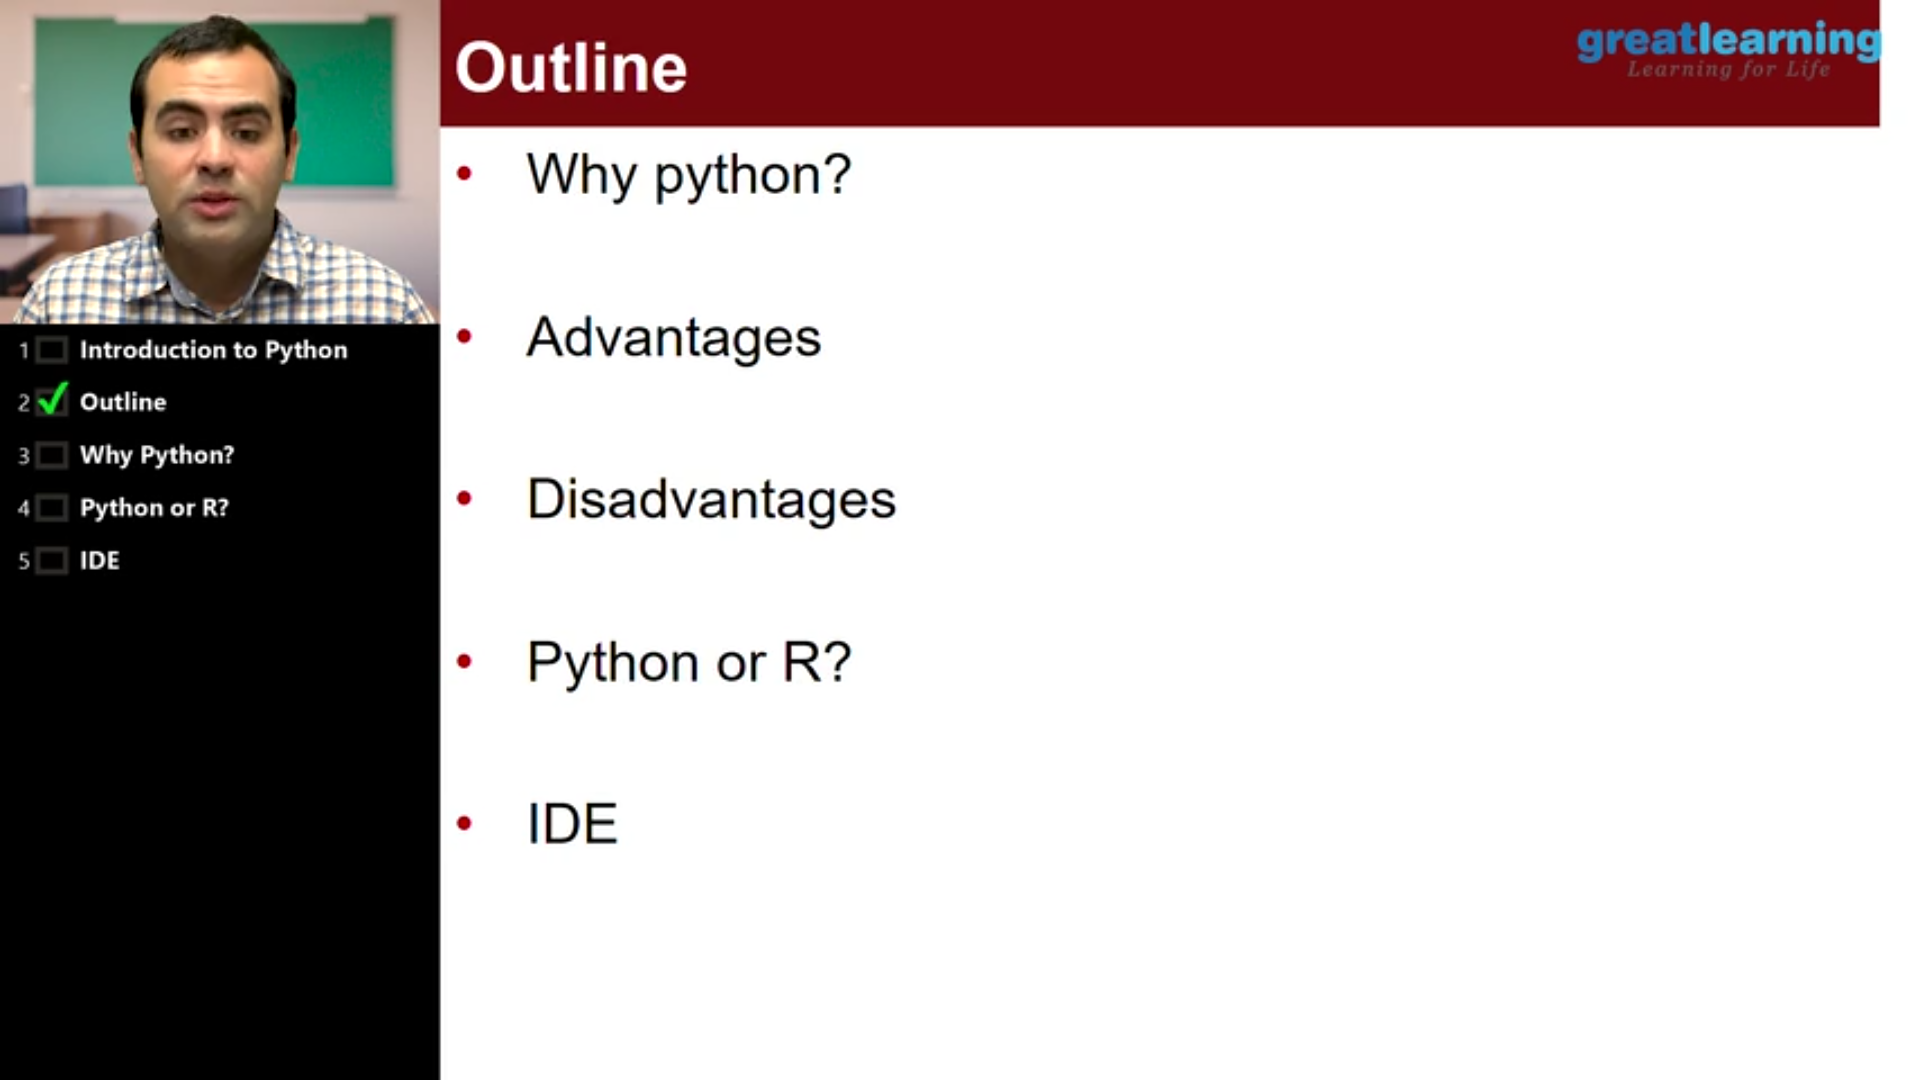 Outline
greatlearning
Learning for Life
• Why python?
• Advantages
• Disadvantages
• Python or R?
• IDE
1 Introduction to Python
2 Outline
3 Why Python?
4 Python or R?
5 IDE